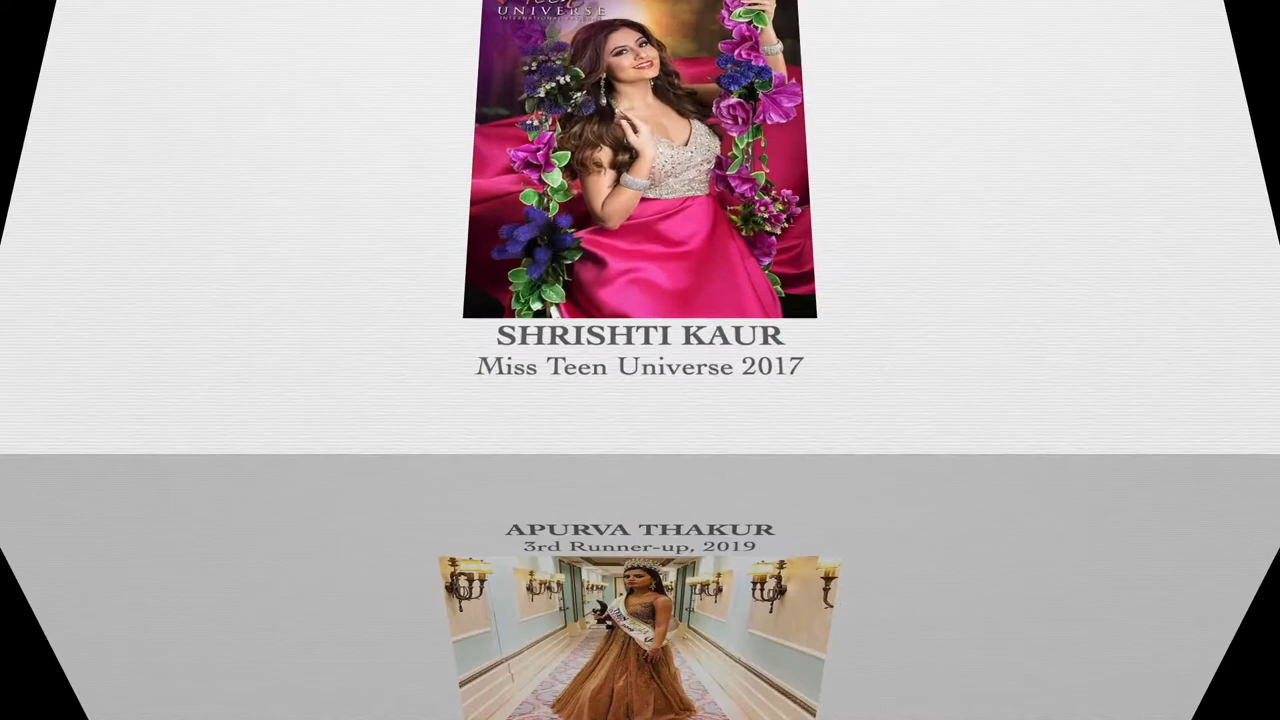 UNIVERSE
SHRISHTI KAUR
Miss Teen Universe 2017
APURVA THAKUR
3rd Runner-up, 2019